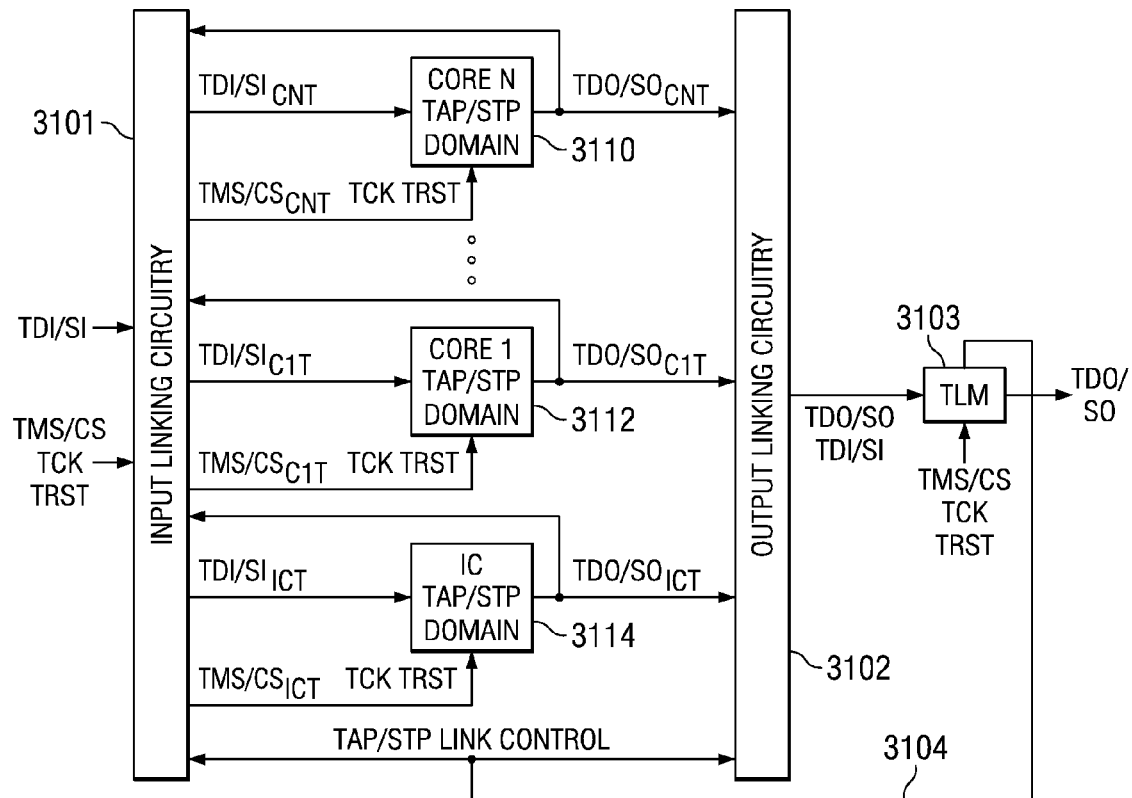 TDI/SI CNT
CORE N
TAP/STP
DOMAIN
TDO/SO CNT
3101
3110
TMS/CS CNT
TCK TRST
INPUT LINKING CIRCUITRY
OUTPUT LINKING CIRCUITRY
TDI/SI
TDI/SI C1T
CORE 1
TAP/STP
DOMAIN
TDO/SO C1T
3103
TLM
TDO/
SO
3112
TDO/SO
TDI/SI
TMS/CS
TCK
TRST
TMS/CS C1T
TCK TRST
TMS/CS
TCK
TRST
TDI/SI ICT
IC
TAP/STP
DOMAIN
TDO/SO ICT
3114
3102
TMS/CS ICT
TCK TRST
TAP/STP LINK CONTROL
3104